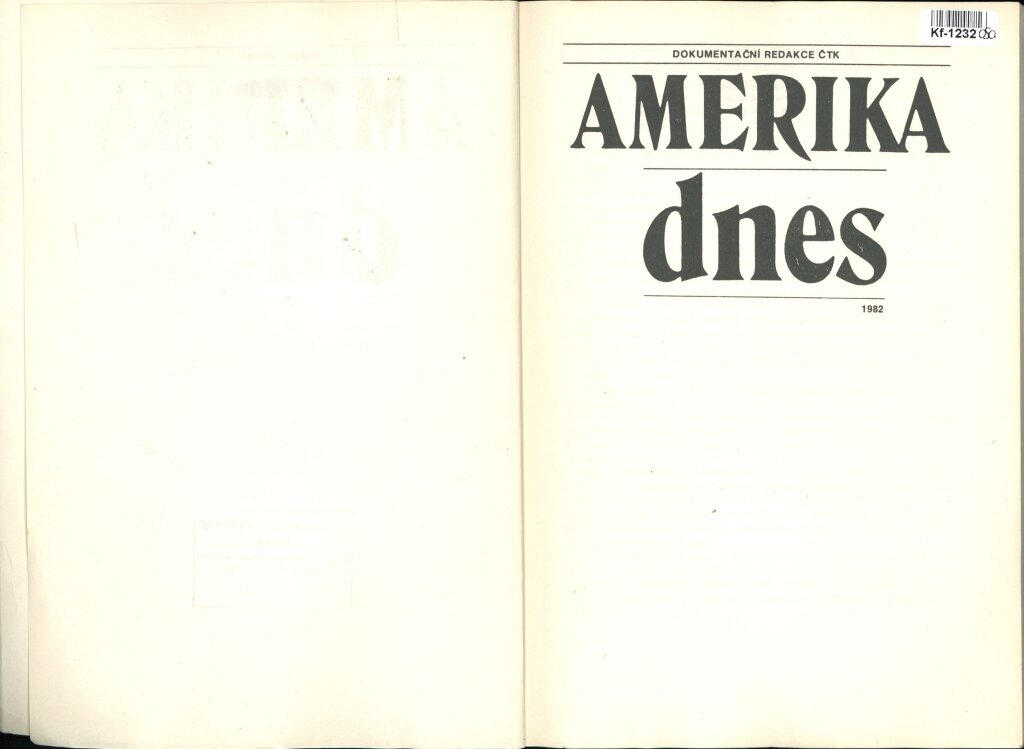 Kf-1232
DOKUMENTAČNÍ REDAKCE ČTK
AMERIKA
dnes
1982